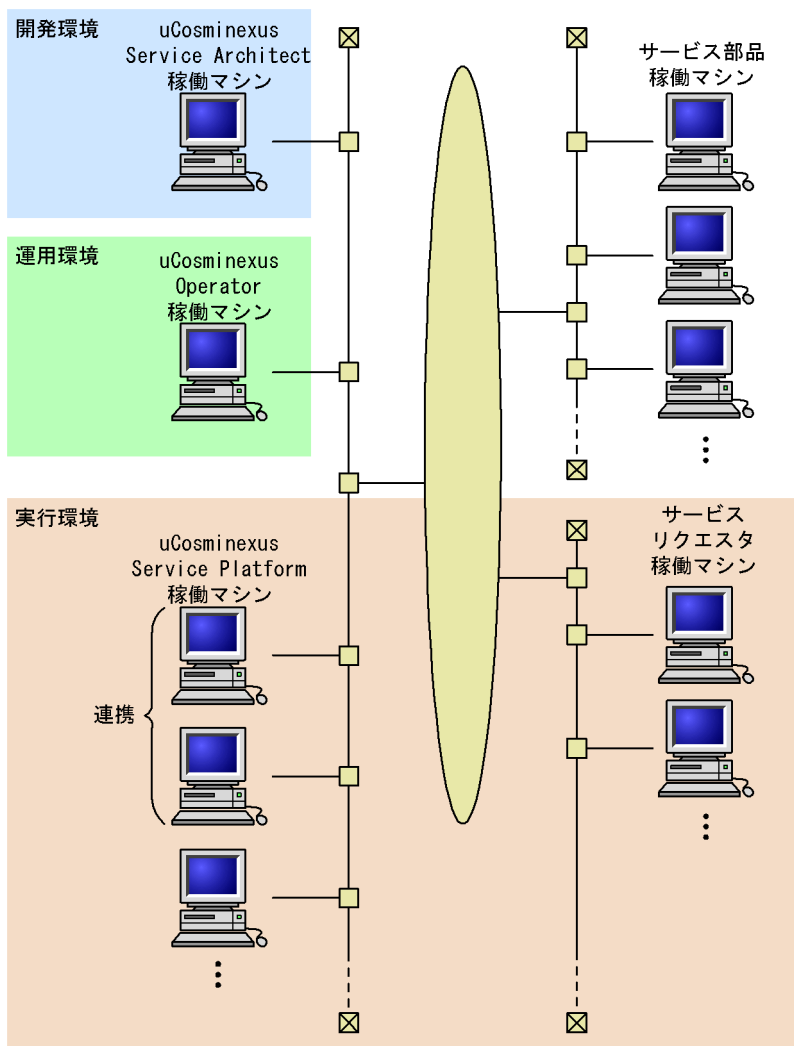 開発環境
uCosminexus
Service Architect
稼働マシン
サービス部品
稼働マシン
運用環境
uCosminexus
Operator
稼働マシン
実行環境
uCosminexus
Service Platform
稼働マシン
連携
サービス
リクエスタ
稼働マシン